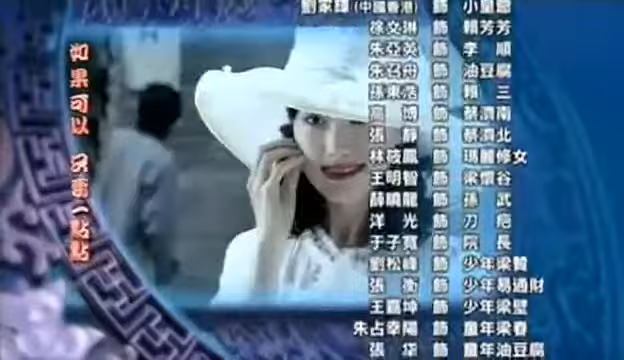 劉家輝(中國香港) 飾 小皇爺
徐文琳 飾 賴芳芳
朱亞英 飾 李順
朱召舟 飾 油豆腐
孫東浩 飾 賴三
高博 飾 蔡濟南
張靜 飾 蔡濟北
林筱鳳 飾 瑪麗修女
王明智 飾 梁懷谷
薛曉龍 飾 孫武
洋光 飾 刀疤
于子寬 飾 院長
劉松峰 飾 少年梁贊
張衡 飾 少年易通財
王嘉坤 飾 少年梁璧
朱占幸陽 飾 童年梁春
張華 飾 童年油豆腐
如果可以 只要一點點